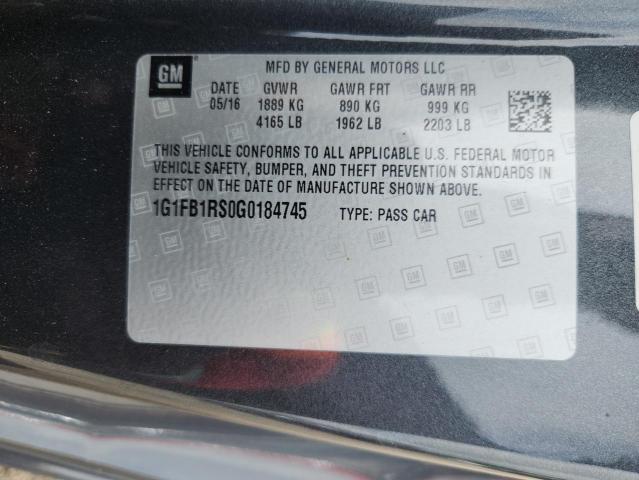 GM
MFD BY GENERAL MOTORS LLC
DATE GVWR GAWR FRT GAWR RR
05/16 1889 KG 890 KG 999 KG
4165 LB 1962 LB 2203 LB
THIS VEHICLE CONFORMS TO ALL APPLICABLE U.S. FEDERAL MOTOR
VEHICLE SAFETY, BUMPER, AND THEFT PREVENTION STANDARDS IN
EFFECT ON THE DATE OF MANUFACTURE SHOWN ABOVE.
1G1FB1RS0G0184745 TYPE: PASS CAR